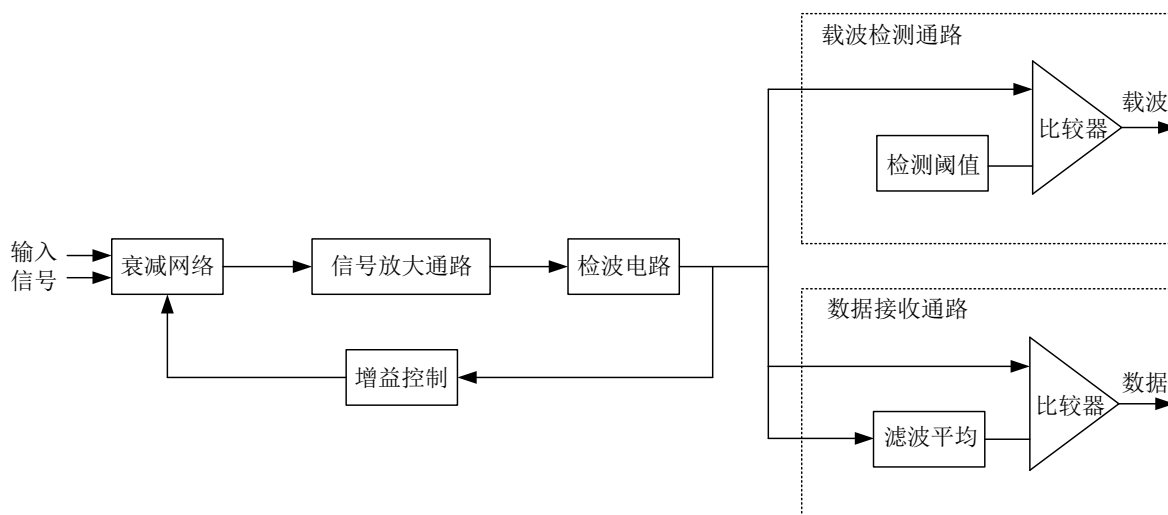 载波检测通路
载波
比较器
检测阈值
输入
信号
衰减网络
信号放大通路
检波电路
增益控制
数据接收通路
数据
比较器
滤波平均